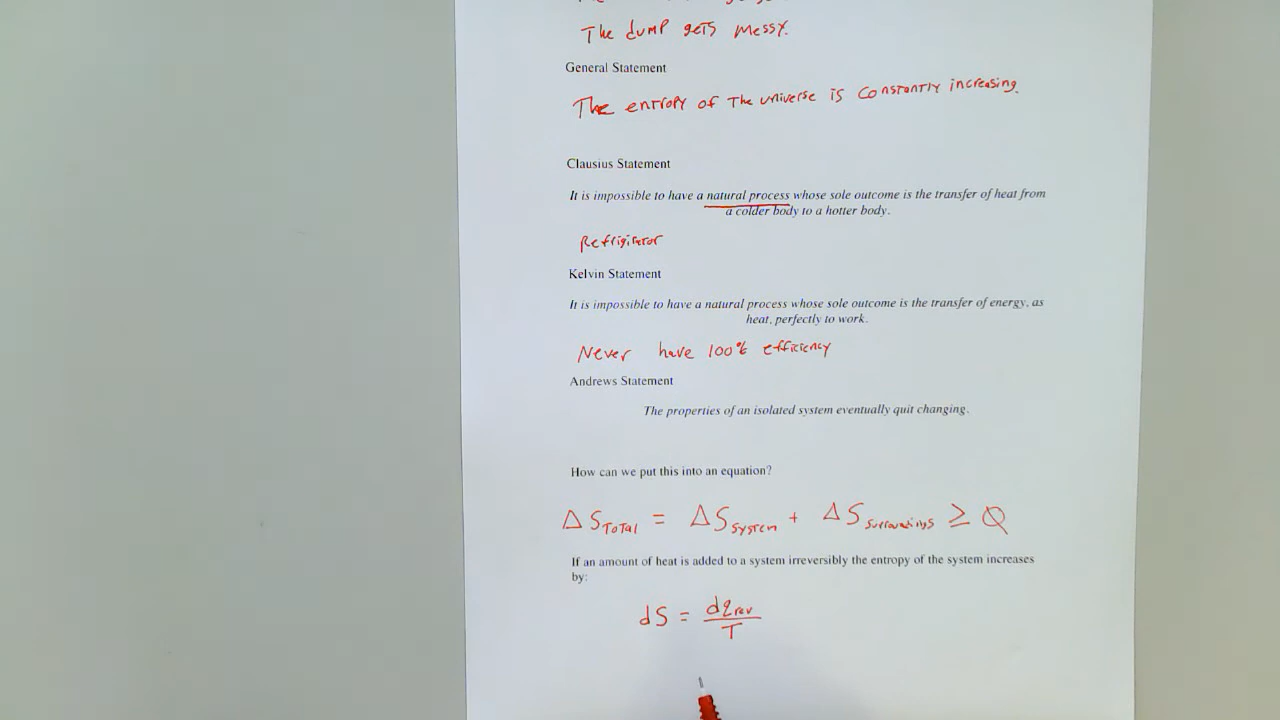 The dump gets messy.
General Statement
The entropy of the universe is constantly increasing.
Clausius Statement
It is impossible to have a natural process whose sole outcome is the transfer of heat from
a colder body to a hotter body.
Refrigirator
Kelvin Statement
It is impossible to have a natural process whose sole outcome is the transfer of energy, as
heat, perfectly to work.
Never have 100% efficiency
Andrews Statement
The properties of an isolated system eventually quit changing.
How can we put this into an equation?
ΔS_Total = ΔS_system + ΔS_surroundings ≥ 0
If an amount of heat is added to a system irreversibly the entropy of the system increases
by:
dS = dq_rev / T